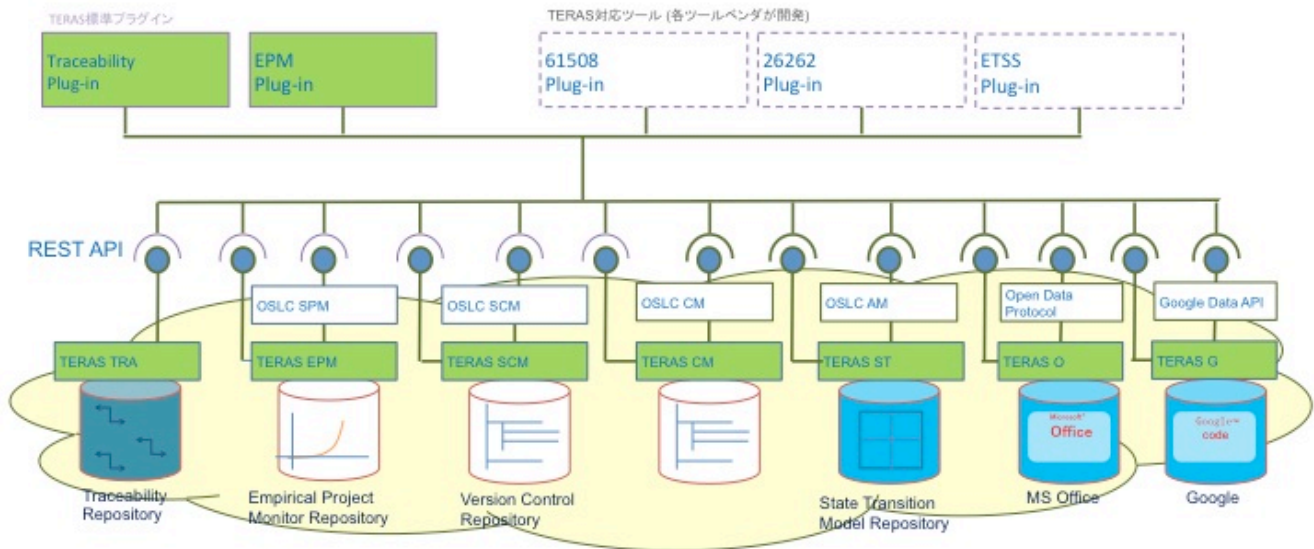 TERAS標準プラグイン
TERAS対応ツール (各ツールベンダが開発)
Traceability
Plug-in
EPM
Plug-in
61508
Plug-in
26262
Plug-in
ETSS
Plug-in
REST API
OSLC SPM
OSLC SCM
OSLC CM
OSLC AM
Open Data
Protocol
Google Data API
TERAS TRA
TERAS EPM
TERAS SCM
TERAS CM
TERAS ST
TERAS O
TERAS G
Microsoft
Office
Google™
code
Traceability
Repository
Empirical Project
Monitor Repository
Version Control
Repository
State Transition
Model Repository
MS Office
Google